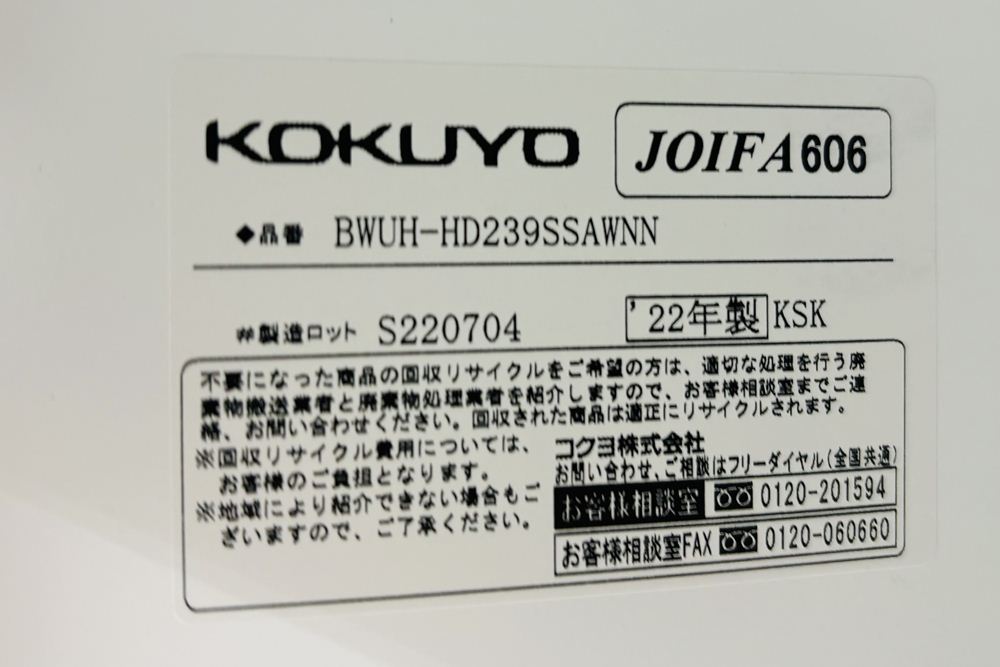 KOKUYO JOIFA606
◆品番 BWUH-HD239SSAWNN
※製造ロット S220704 '22年製 KSK
不要になった商品の回収リサイクルをご希望の方は、適切な処理を行う廃
棄物搬送業者と廃棄物処理業者を紹介しますので、お客様相談室までご連
絡、お問い合わせください。回収された商品は適正にリサイクルされます。
※回収リサイクル費用については、
お客様のご負担となります。
※地域により紹介できない場合もご
ざいますので、ご了承ください。
コクヨ株式会社
お問い合わせ、ご相談はフリーダイヤル(全国共通)
お客様相談室 0120-201594
お客様相談室FAX 0120-060660